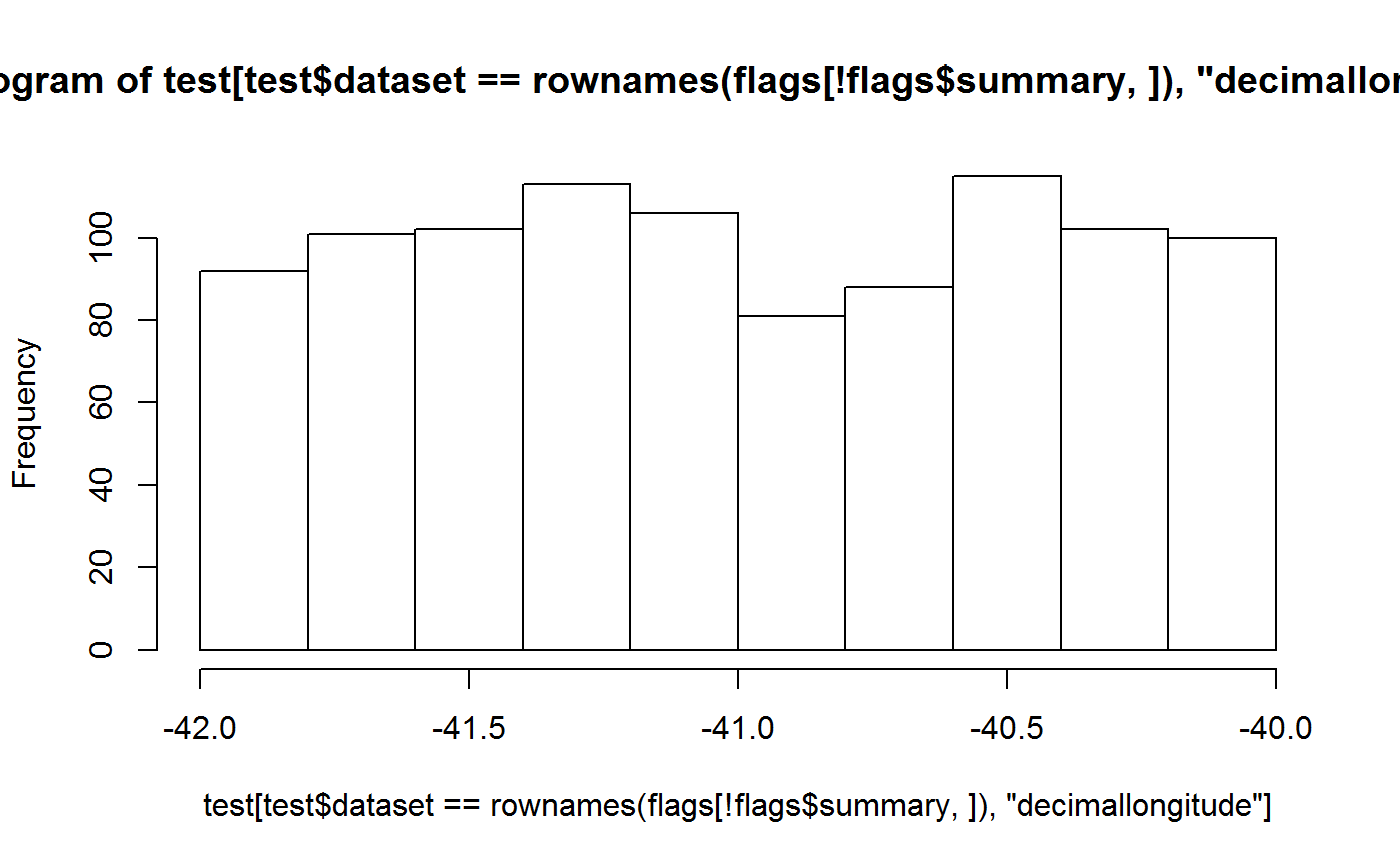 ogram of test[test$dataset == rownames(flags[!flags$summary, ]), "decimallon
Frequency
100
80
60
40
20
0
-42.0 -41.5 -41.0 -40.5 -40.0
test[test$dataset == rownames(flags[!flags$summary, ]), "decimallongitude"]